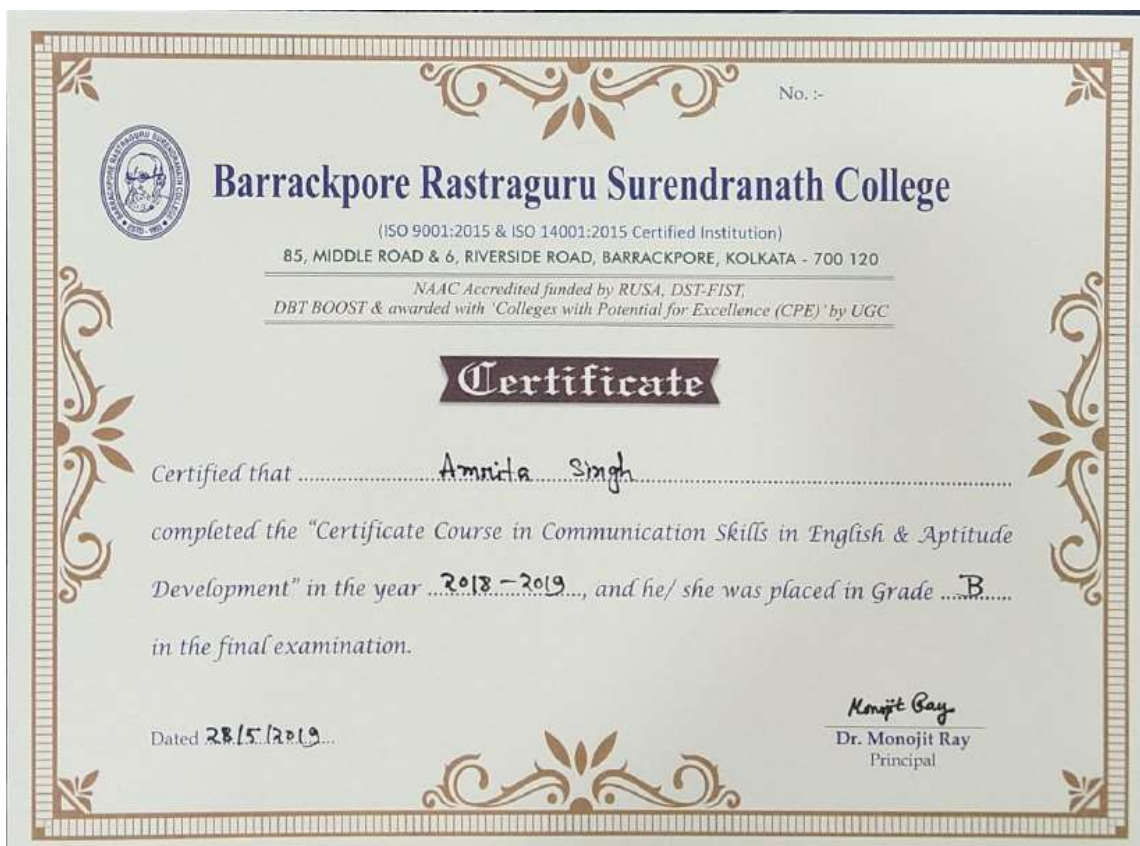 No. :-
BARRACKPORE RASTRAGURU SURENDRANATH COLLEGE
Barrackpore Rastraguru Surendranath College
(ISO 9001:2015 & ISO 14001:2015 Certified Institution)
85, MIDDLE ROAD & 6, RIVERSIDE ROAD, BARRACKPORE, KOLKATA - 700 120
NAAC Accredited funded by RUSA, DST-FIST,
DBT BOOST & awarded with 'Colleges with Potential for Excellence (CPE)' by UGC
Certificate
Certified that Amrita Singh
completed the "Certificate Course in Communication Skills in English & Aptitude
Development" in the year 2018-2019, and he/ she was placed in Grade B
in the final examination.
Monojit Ray
Dated 28/5/2019
Dr. Monojit Ray
Principal